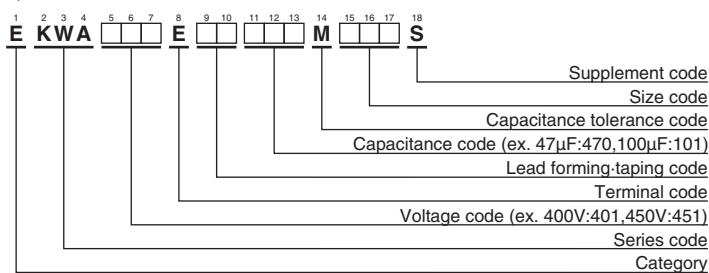 1 2 3 4 5 6 7 8 9 10 11 12 13 14 15 16 17 18
E KWA E M S
Supplement code
Size code
Capacitance tolerance code
Capacitance code (ex. 47µF:470,100µF:101)
Lead forming·taping code
Terminal code
Voltage code (ex. 400V:401,450V:451)
Series code
Category